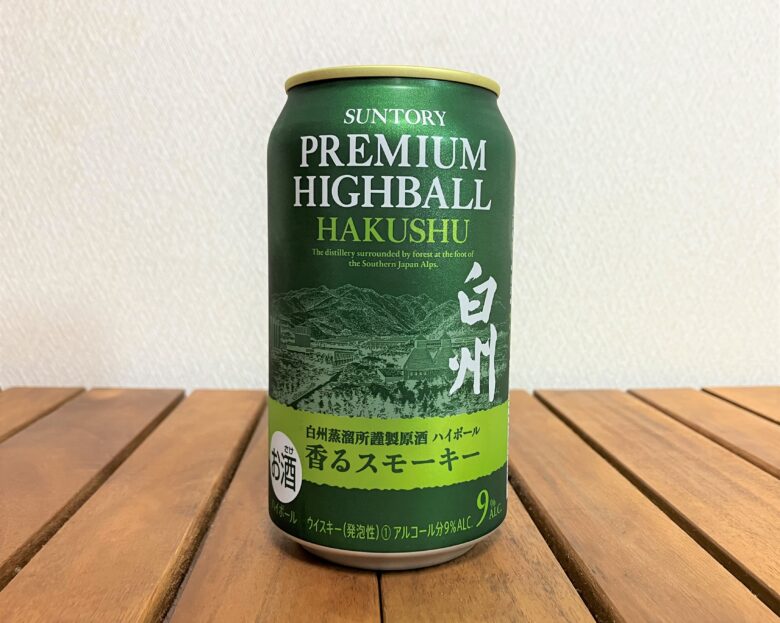 SUNTORY
PREMIUM
HIGHBALL
HAKUSHU
The distillery surrounded by forest at the foot of
the Southern Japan Alps.
白州
白州蒸溜所謹製原酒 ハイボール
香るスモーキー
さけ
お酒
ハイボール
ウイスキー(発泡性)① アルコール分9%ALC.
9%
ALC.